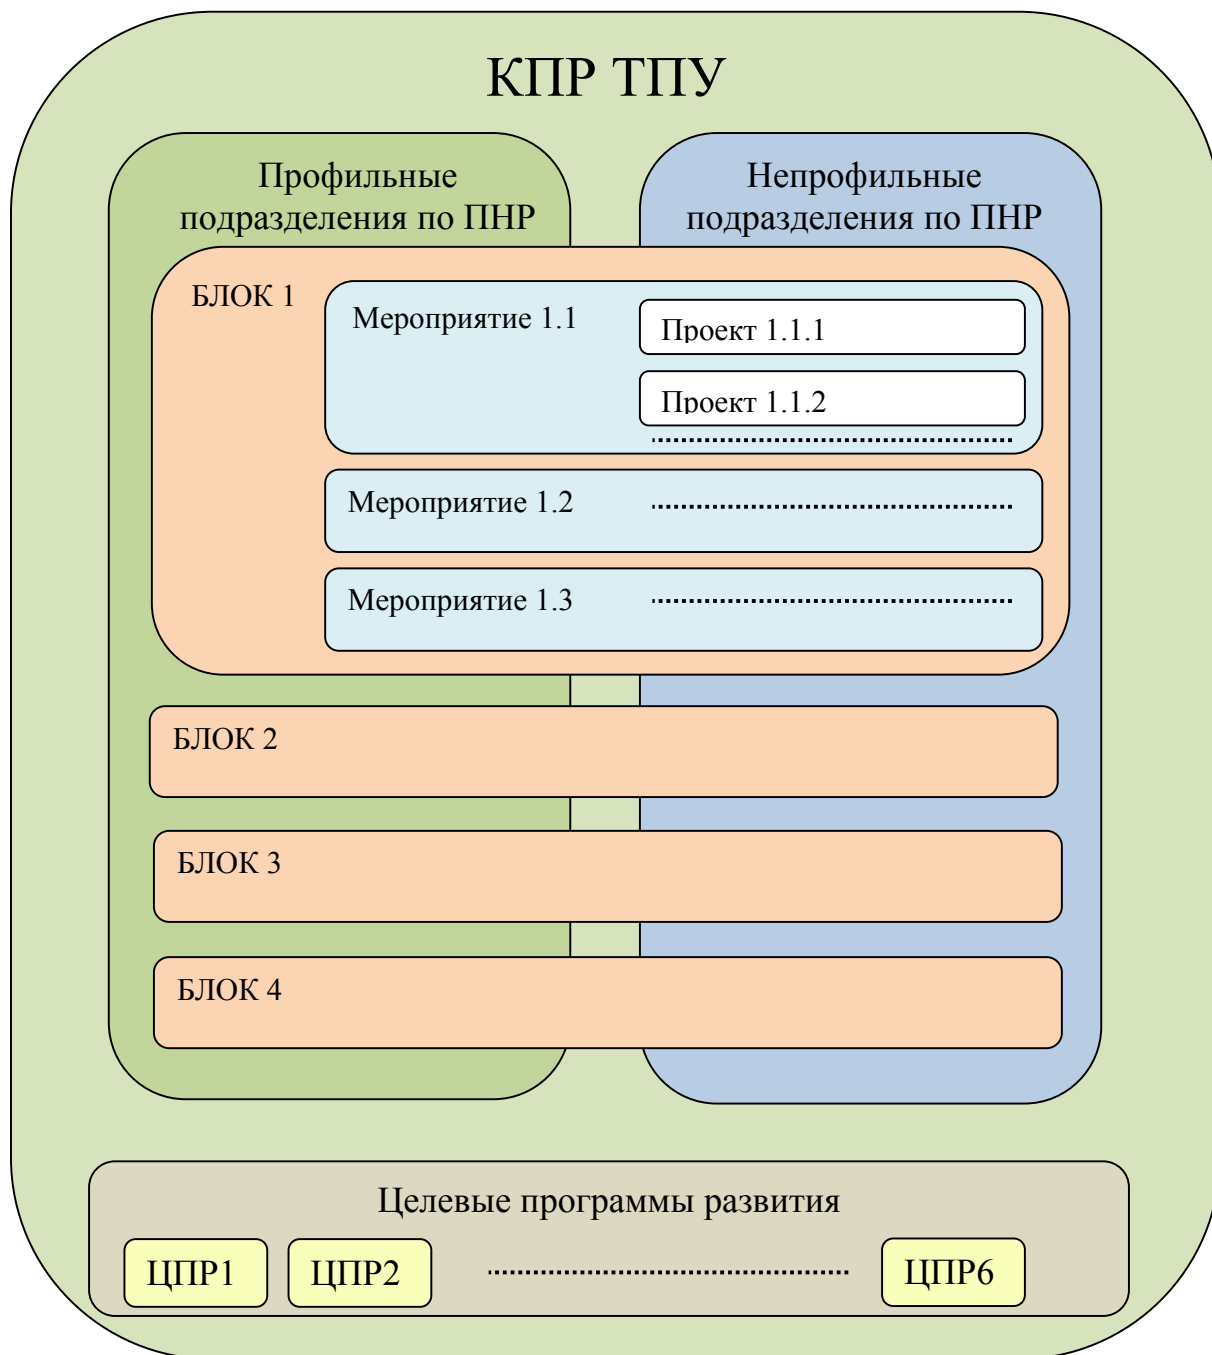 КПР ТПУ
Профильные
подразделения по ПНР
Непрофильные
подразделения по ПНР
БЛОК 1
Мероприятие 1.1
Проект 1.1.1
Проект 1.1.2
Мероприятие 1.2
Мероприятие 1.3
БЛОК 2
БЛОК 3
БЛОК 4
Целевые программы развития
ЦПР1
ЦПР2
ЦПР6